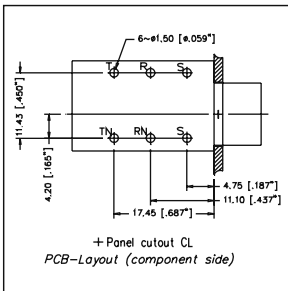 6~ø1,50 [ø.059"]
T R S
11.43 [.450"]
4.20 [.165"]
TN RN S
4.75 [.187"]
11.10 [.437"]
17.45 [.687"]
+ Panel cutout CL
PCB-Layout (component side)